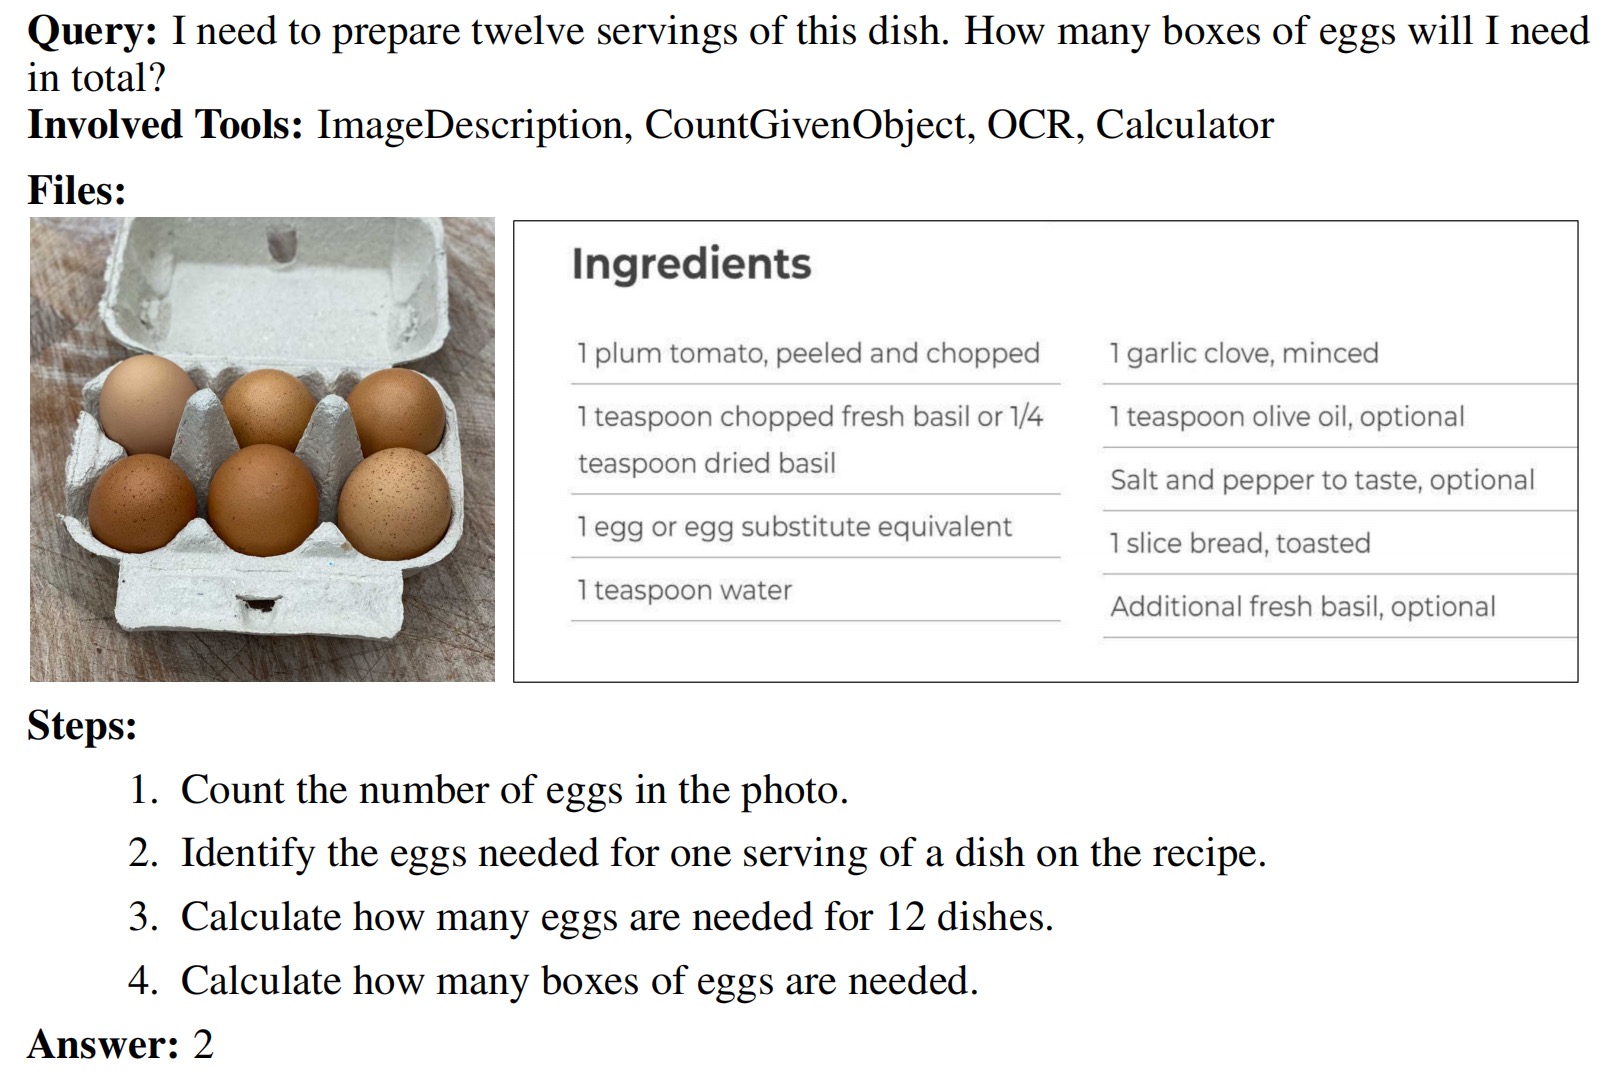 Query: I need to prepare twelve servings of this dish. How many boxes of eggs will I need
in total?
Involved Tools: ImageDescription, CountGivenObject, OCR, Calculator
Files:
Ingredients
1 plum tomato, peeled and chopped
1 teaspoon chopped fresh basil or 1/4
teaspoon dried basil
1 egg or egg substitute equivalent
1 teaspoon water
1 garlic clove, minced
1 teaspoon olive oil, optional
Salt and pepper to taste, optional
1 slice bread, toasted
Additional fresh basil, optional
Steps:
1. Count the number of eggs in the photo.
2. Identify the eggs needed for one serving of a dish on the recipe.
3. Calculate how many eggs are needed for 12 dishes.
4. Calculate how many boxes of eggs are needed.
Answer: 2